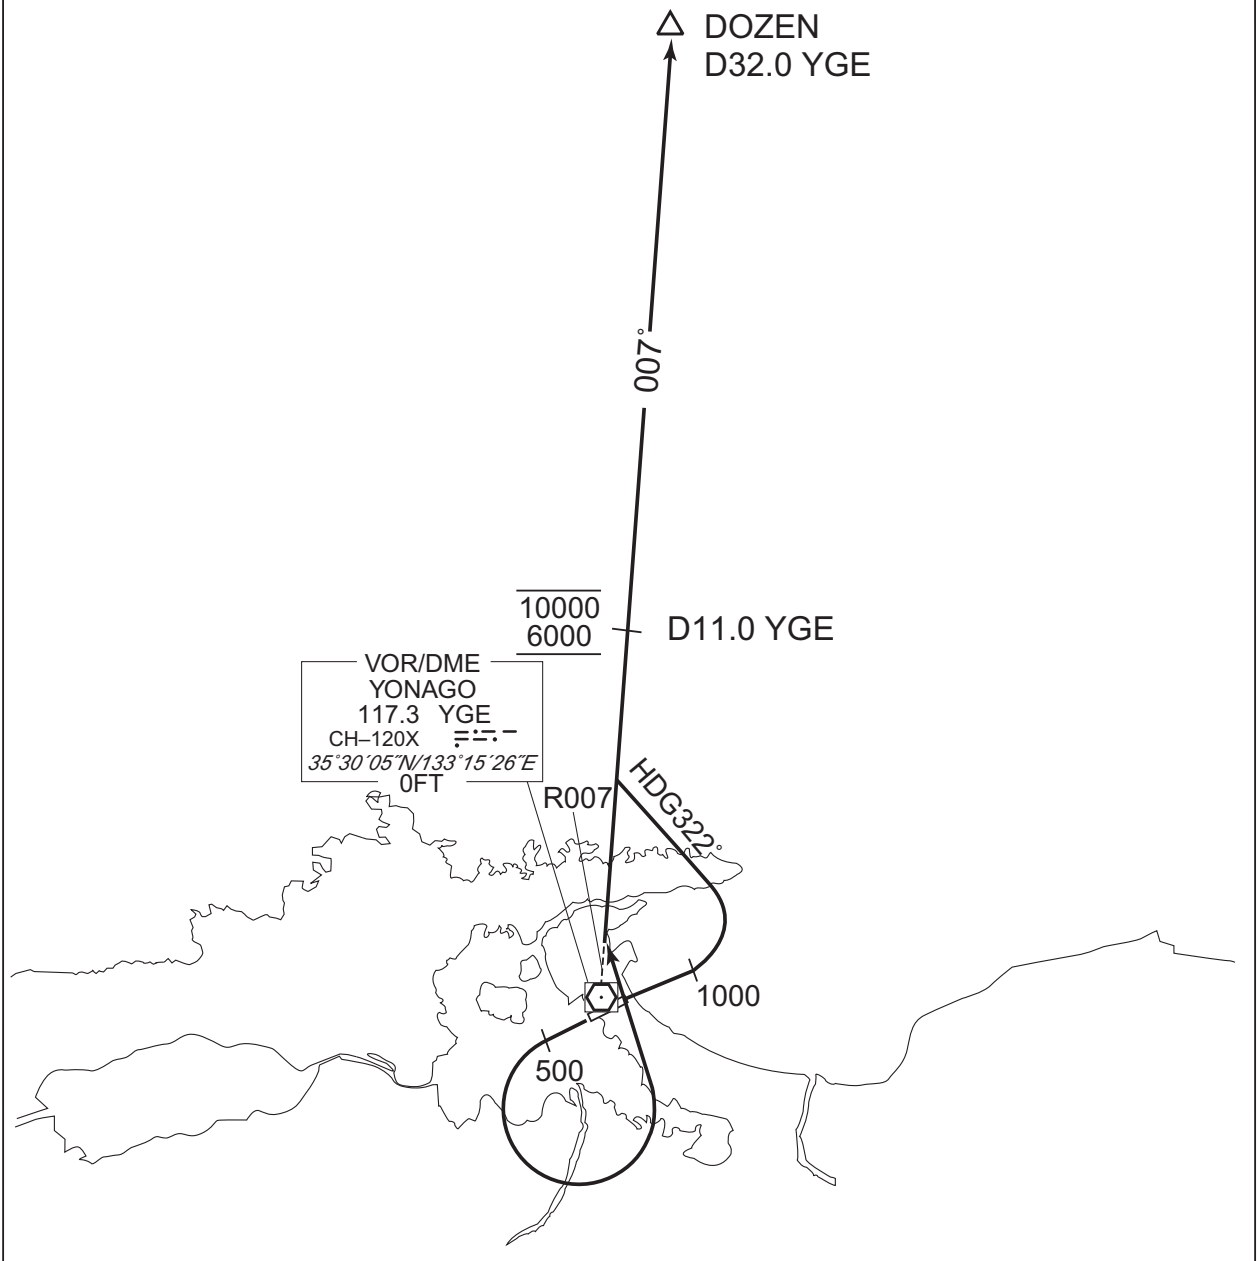 DOZEN
D32.0 YGE
007°
10000
6000
D11.0 YGE
VOR/DME
YONAGO
117.3 YGE
CH–120X
35°30´05˝N/133°15´26˝E
0FT
R007
HDG322°
1000
500